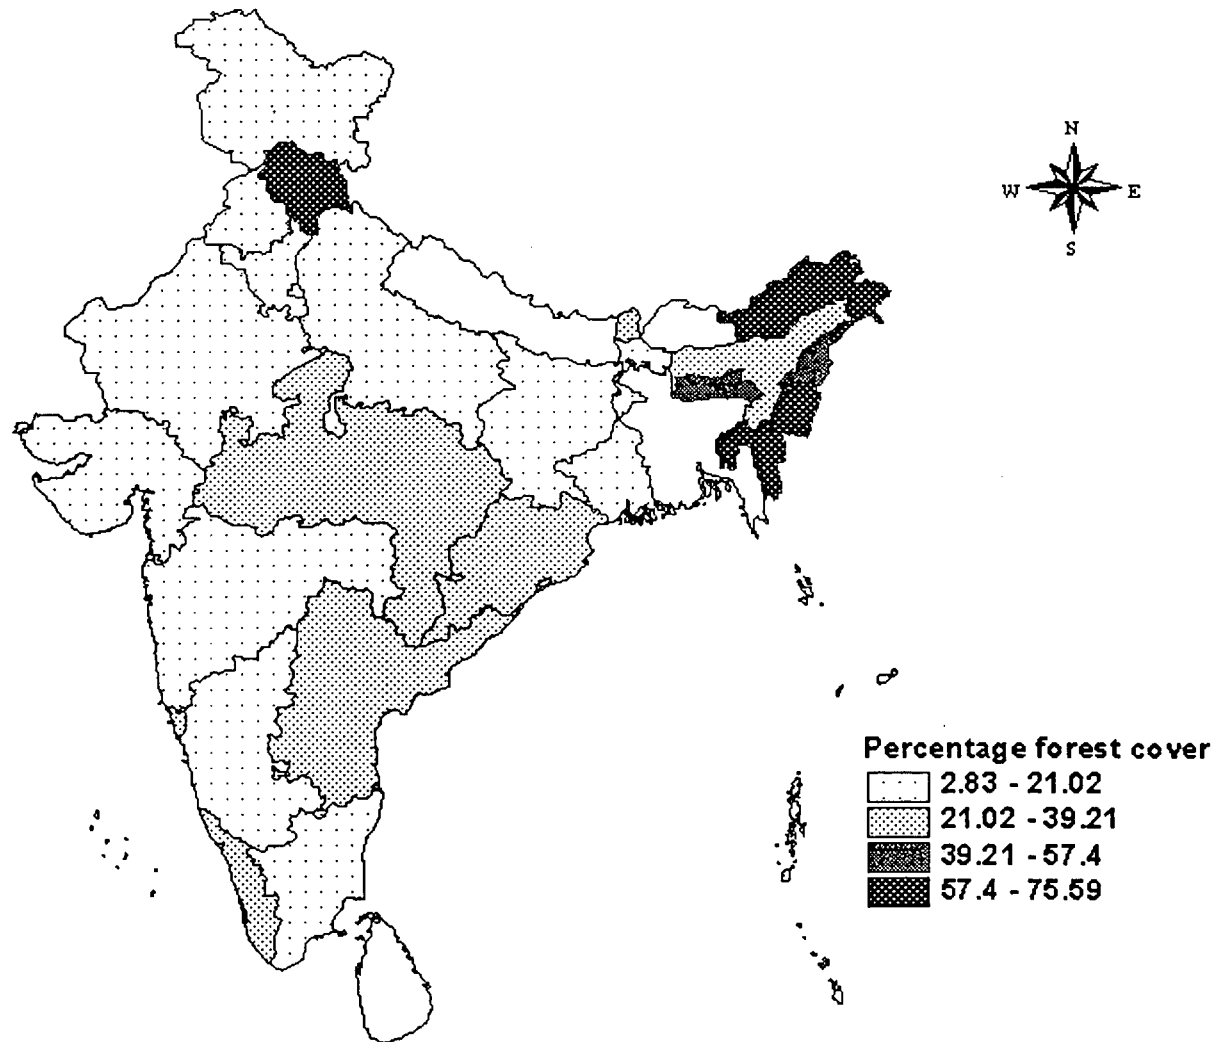 N
W E
S
Percentage forest cover
2.83 - 21.02
21.02 - 39.21
39.21 - 57.4
57.4 - 75.59